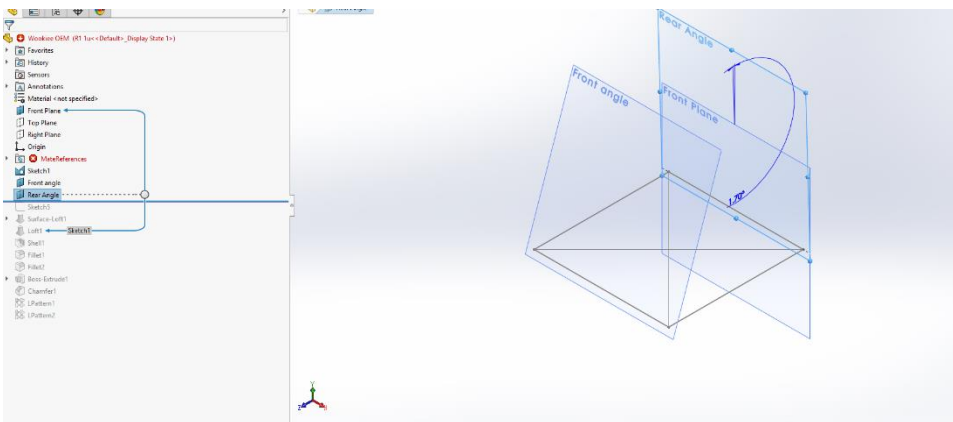 Wookiee OEM (R1 1u<<Default>_Display State 1>)
Favorites
History
Sensors
Annotations
Material <not specified>
Front Plane
Top Plane
Right Plane
Origin
MateReferences
Sketch1
Front angle
Rear Angle
Sketch5
Surface-Loft1
Loft1
Sketch1
Shell1
Fillet1
Fillet2
Boss-Extrude1
Chamfer1
LPattern1
LPattern2
Rear Angle
Front angle
Front Plane
1.70°
Y
Z
X